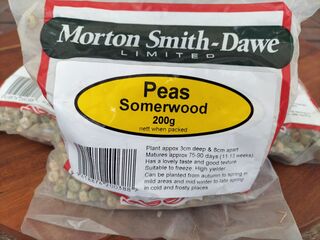 Morton Smith-Dawe
LIMITED
Peas
Somerwood
200g
nett when packed
Plant appox 3cm deep & 8cm apart
Matures approx 75-90 days (11-13 weeks).
Has a lovely taste and good texture
Suitable to freeze. High yielder
Can be planted from autumn to spring in
mild areas and mid winter to late spring
in cold and frosty places